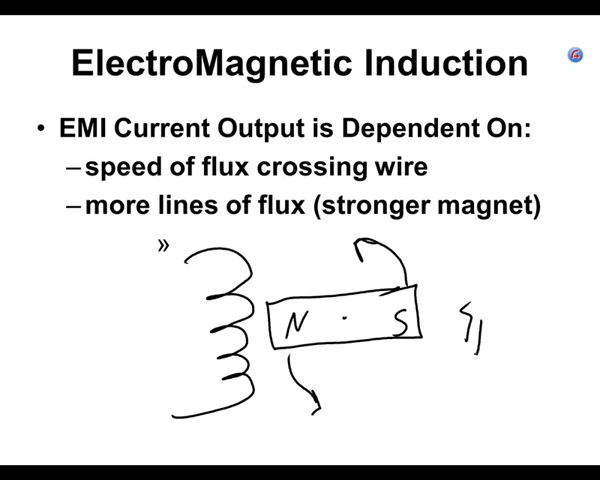 ElectroMagnetic Induction
• EMI Current Output is Dependent On:
–speed of flux crossing wire
–more lines of flux (stronger magnet)
»
N . S